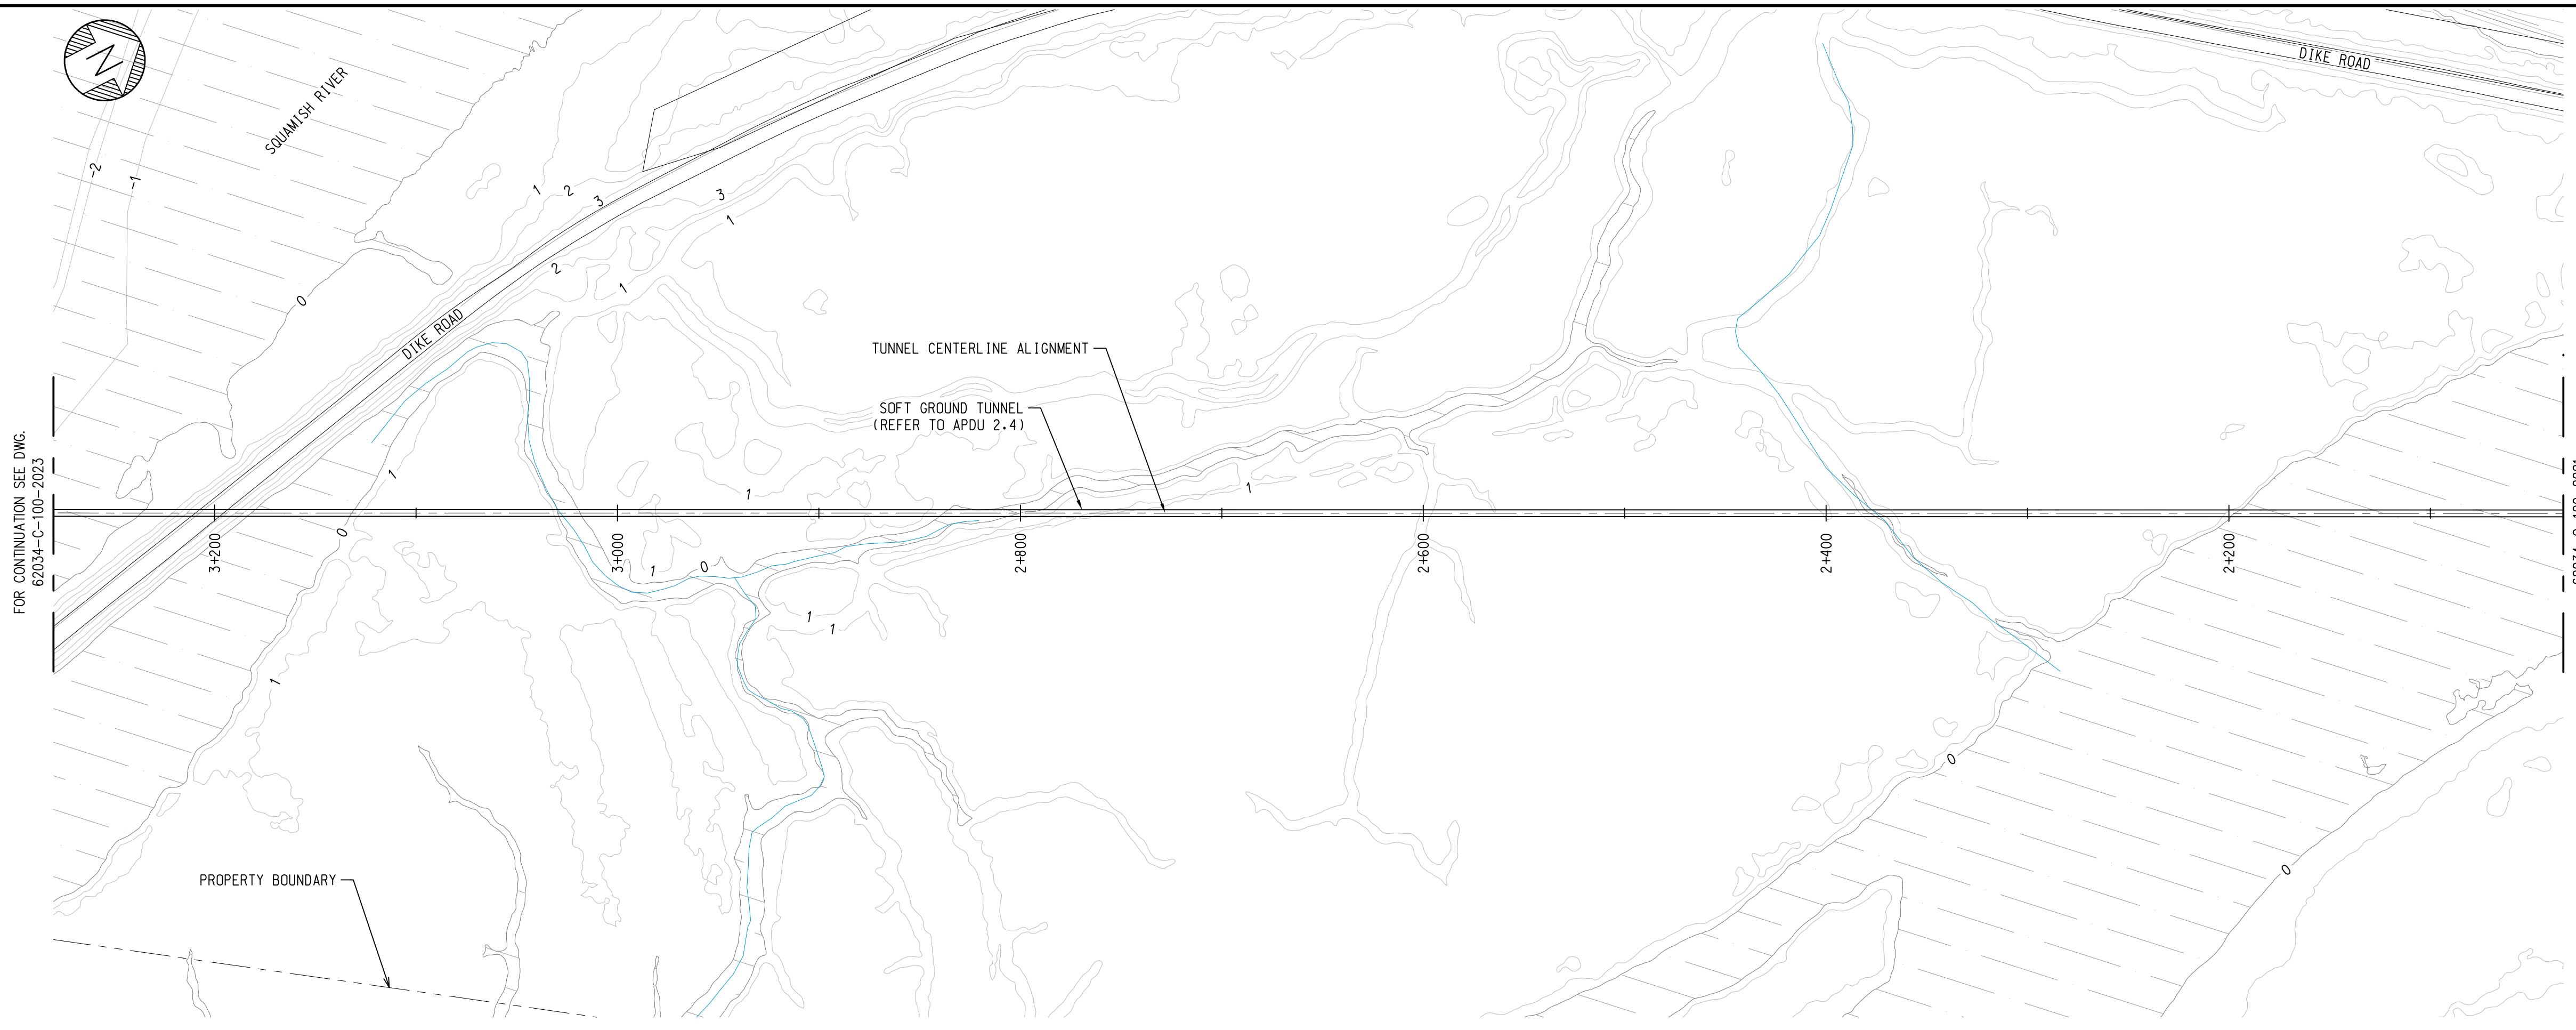 N
SQUAMISH RIVER
DIKE ROAD
-2
-1
1
2
3
3
1
2
1
0
DIKE ROAD
TUNNEL CENTERLINE ALIGNMENT
SOFT GROUND TUNNEL
(REFER TO APDU 2.4)
FOR CONTINUATION SEE DWG.
62034-C-100-2023
1
1
1
0
3+200
3+000
2+800
2+600
2+400
2+200
1
0
1
1
1
0
0
PROPERTY BOUNDARY